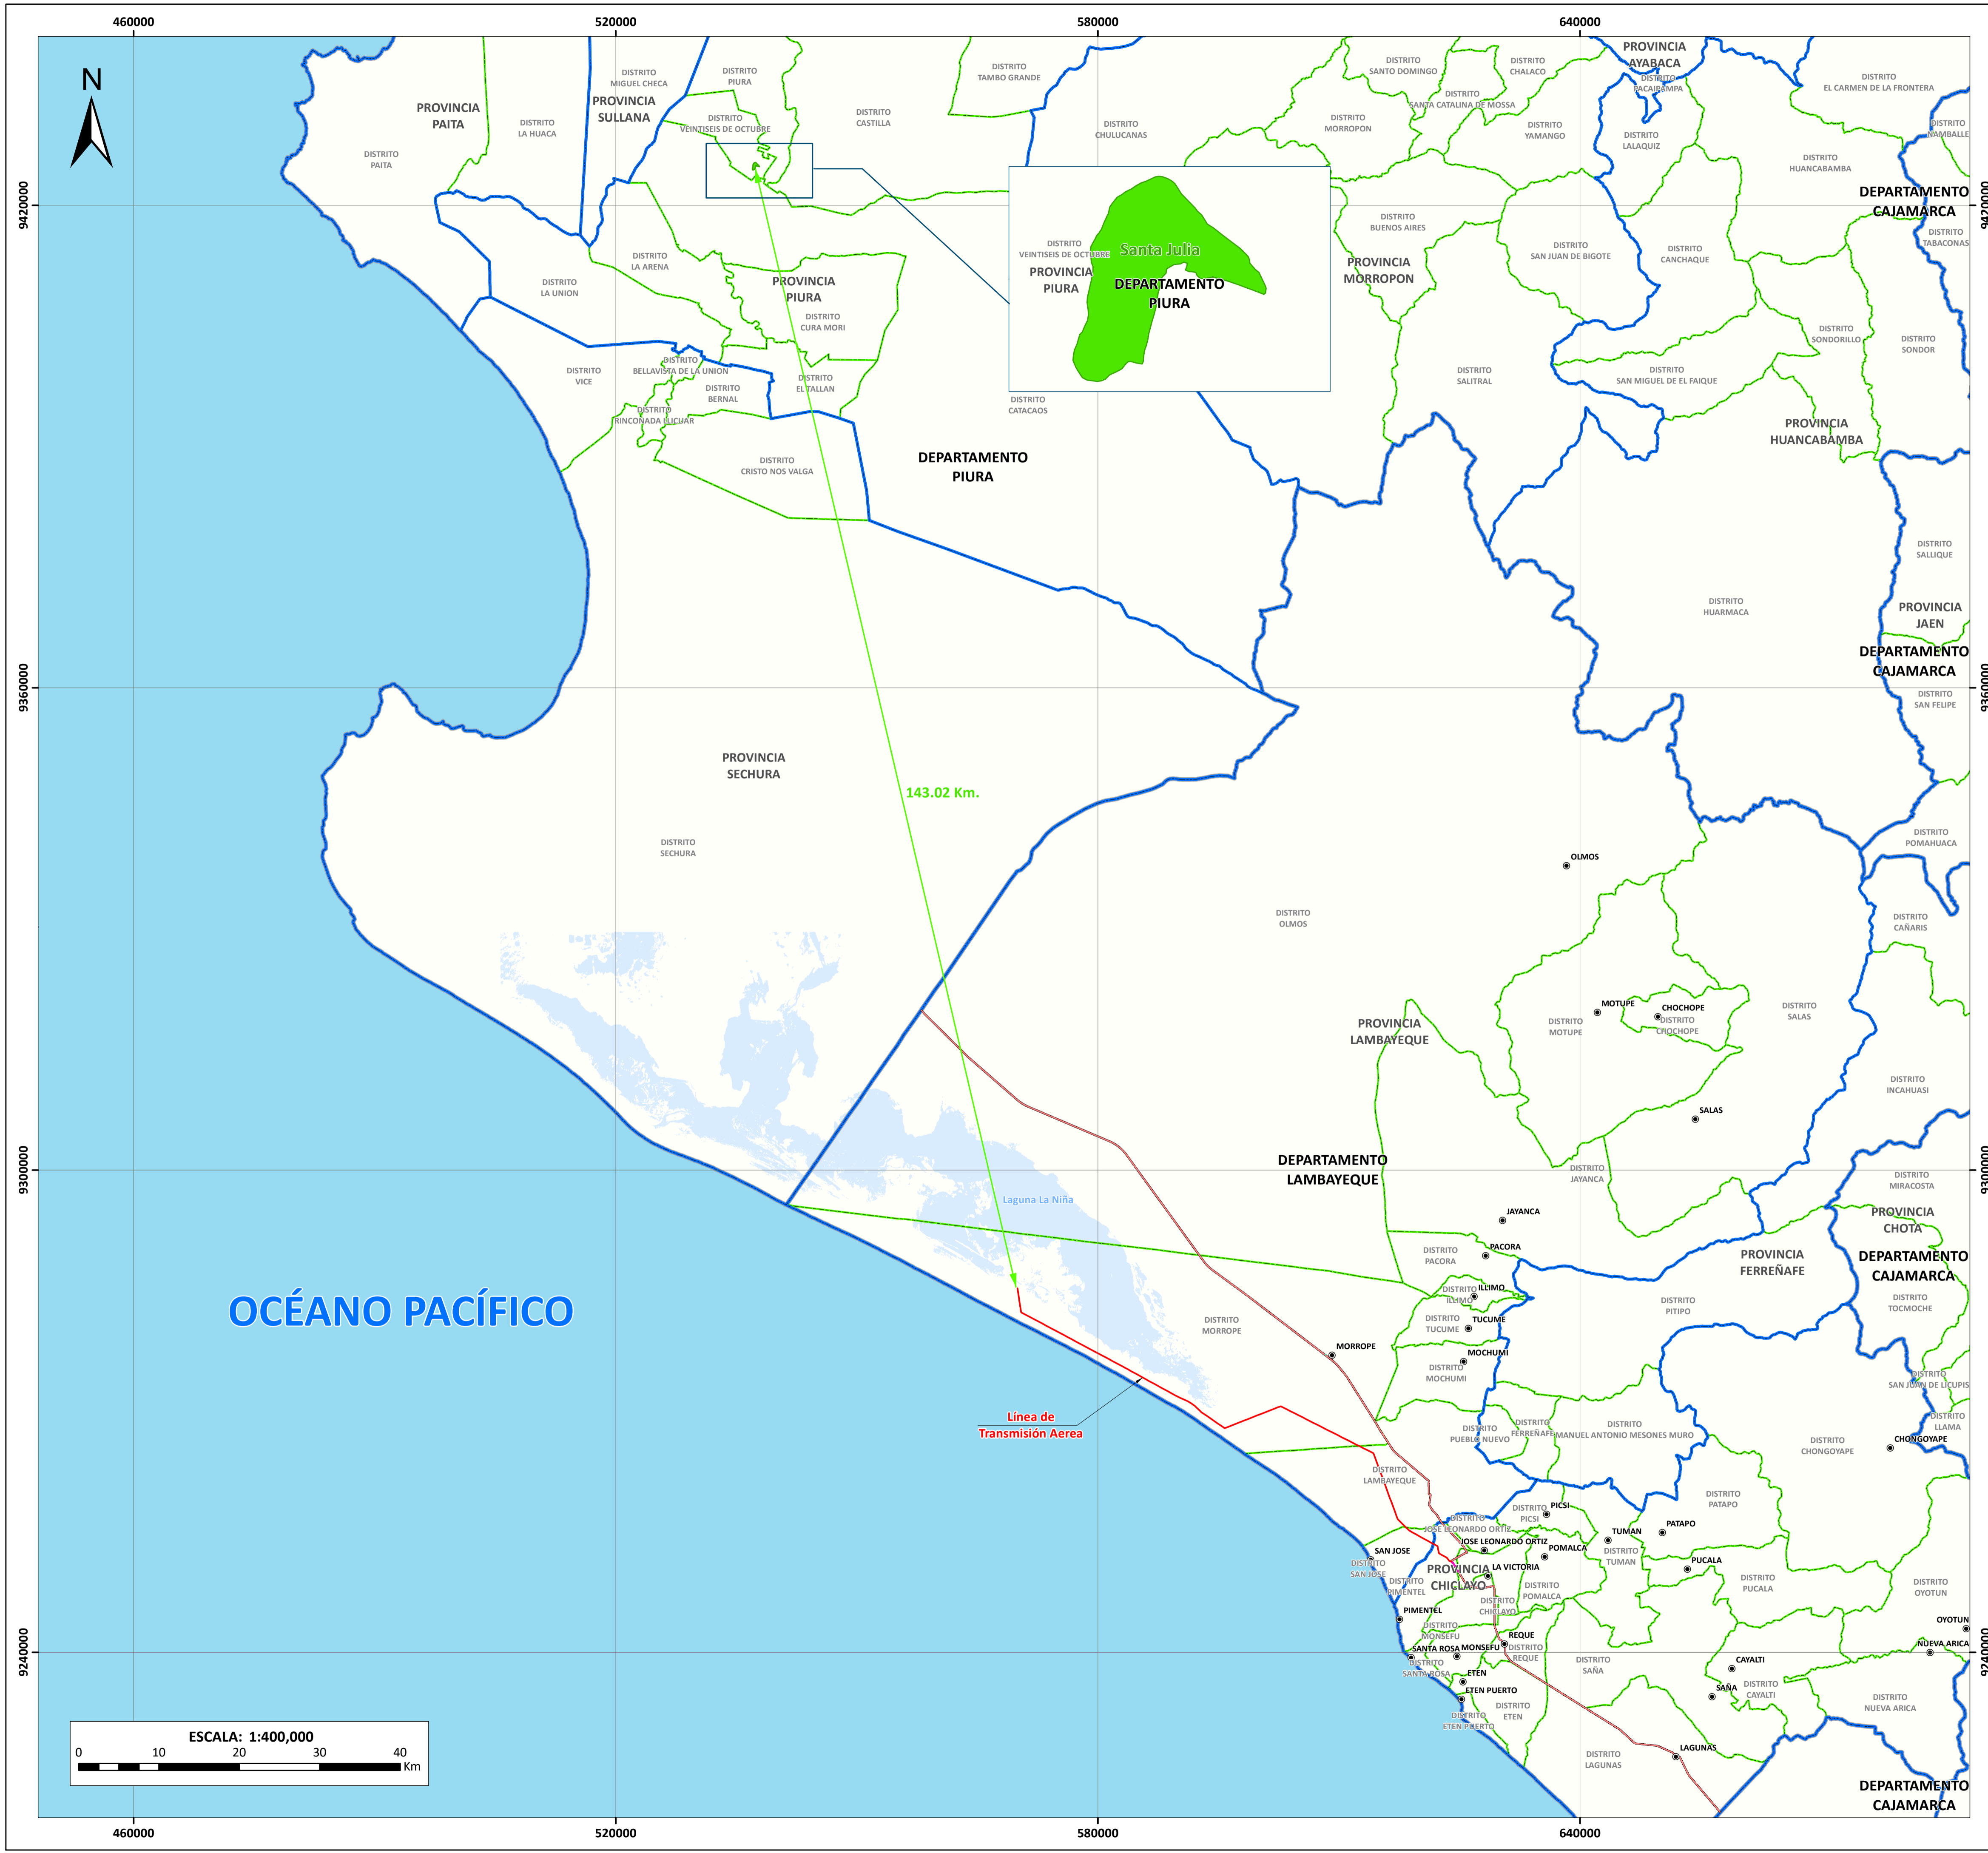 460000
520000
580000
640000
N
PROVINCIA
PAITA
DISTRITO
PAITA
DISTRITO
LA HUACA
DISTRITO
MIGUEL CHECA
PROVINCIA
SULLANA
DISTRITO
PIURA
DISTRITO
VEINTISEIS DE OCTUBRE
DISTRITO
CASTILLA
DISTRITO
TAMBO GRANDE
DISTRITO
CHULUCANAS
DISTRITO
SANTO DOMINGO
DISTRITO
CHALACO
DISTRITO
SANTA CATALINA DE MOSSA
DISTRITO
MORROPON
DISTRITO
YAMANGO
PROVINCIA
AYABACA
DISTRITO
PACAIPAMPA
DISTRITO
LALAQUIZ
DISTRITO
EL CARMEN DE LA FRONTERA
DISTRITO
NAMBALLE
DISTRITO
HUANCABAMBA
DEPARTAMENTO
CAJAMARCA
DISTRITO
TABACONAS
9420000
9420000
DISTRITO
LA ARENA
DISTRITO
LA UNION
PROVINCIA
PIURA
DISTRITO
CURA MORI
DISTRITO
VEINTISEIS DE OCTUBRE
PROVINCIA
PIURA
Santa Julia
DEPARTAMENTO
PIURA
DISTRITO
BUENOS AIRES
PROVINCIA
MORROPON
DISTRITO
SAN JUAN DE BIGOTE
DISTRITO
CANCHAQUE
DISTRITO
SONDORILLO
DISTRITO
SONDOR
DISTRITO
VICE
DISTRITO
BELLAVISTA DE LA UNION
DISTRITO
BERNAL
DISTRITO
EL TALLAN
DISTRITO
RINCONADA LLICUAR
DISTRITO
CATACAOS
DISTRITO
SALITRAL
DISTRITO
SAN MIGUEL DE EL FAIQUE
PROVINCIA
HUANCABAMBA
DISTRITO
CRISTO NOS VALGA
DEPARTAMENTO
PIURA
DISTRITO
SALLIQUE
DISTRITO
HUARMACA
PROVINCIA
JAEN
DEPARTAMENTO
CAJAMARCA
DISTRITO
SAN FELIPE
9360000
9360000
PROVINCIA
SECHURA
143.02 Km.
DISTRITO
SECHURA
OLMOS
DISTRITO
OLMOS
DISTRITO
POMAHUACA
DISTRITO
CAÑARIS
MOTUPE
DISTRITO
MOTUPE
CHOCHOPE
DISTRITO
CHOCHOPE
DISTRITO
SALAS
PROVINCIA
LAMBAYEQUE
DISTRITO
INCAHUASI
SALAS
9300000
9300000
DEPARTAMENTO
LAMBAYEQUE
DISTRITO
JAYANCA
DISTRITO
MIRACOSTA
Laguna La Niña
JAYANCA
PROVINCIA
CHOTA
PACORA
DISTRITO
PACORA
PROVINCIA
FERREÑAFE
DEPARTAMENTO
CAJAMARCA
ILLIMO
DISTRITO
ILLIMO
DISTRITO
PITIPO
DISTRITO
TOCMOCHE
OCÉANO PACÍFICO
DISTRITO
MORROPE
DISTRITO
TUCUME
TUCUME
MORROPE
MOCHUMI
DISTRITO
MOCHUMI
DISTRITO
SAN JUAN DE LICUPIS
DISTRITO
LLAMA
Línea de
Transmisión Aerea
DISTRITO
PUEBLO NUEVO
DISTRITO
FERREÑAFE
DISTRITO
MANUEL ANTONIO MESONES MURO
DISTRITO
CHONGOYAPE
CHONGOYAPE
DISTRITO
LAMBAYEQUE
DISTRITO
PATAPO
PICSI
DISTRITO
PICSI
DISTRITO
JOSE LEONARDO ORTIZ
JOSE LEONARDO ORTIZ
TUMAN
PATAPO
DISTRITO
TUMAN
SAN JOSE
DISTRITO
SAN JOSE
POMALCA
PUCALA
PROVINCIA
CHICLAYO
LA VICTORIA
DISTRITO
PIMENTEL
DISTRITO
POMALCA
DISTRITO
PUCALA
DISTRITO
OYOTUN
DISTRITO
CHICLAYO
PIMENTEL
DISTRITO
MONSEFU
OYOTUN
REQUE
SANTA ROSA
MONSEFU
DISTRITO
REQUE
NUEVA ARICA
9240000
9240000
DISTRITO
SANTA ROSA
DISTRITO
SAÑA
CAYALTI
ETEN
SAÑA
DISTRITO
CAYALTI
ETEN PUERTO
DISTRITO
ETEN
DISTRITO
ETEN PUERTO
DISTRITO
NUEVA ARICA
LAGUNAS
DISTRITO
LAGUNAS
DEPARTAMENTO
CAJAMARCA
ESCALA: 1:400,000
0 10 20 30 40
Km
460000
520000
580000
640000